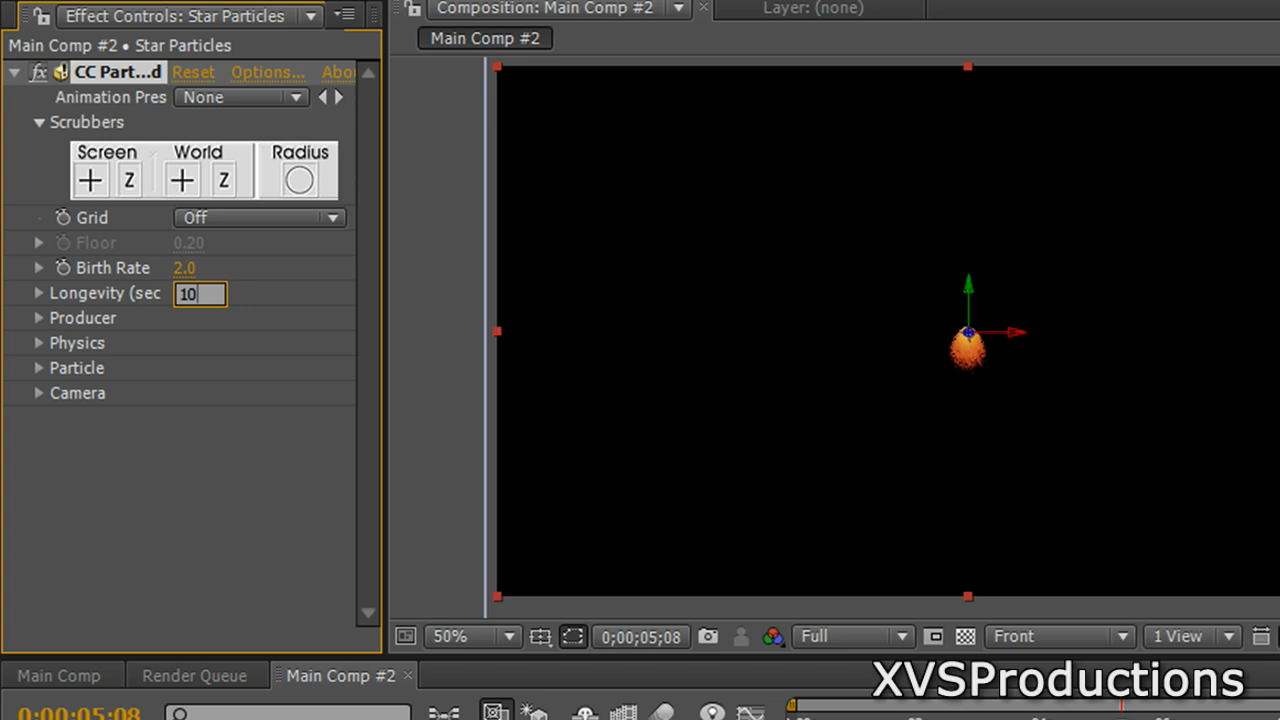 Effect Controls: Star Particles
Composition: Main Comp #2
Layer: (none)
Main Comp #2 • Star Particles
Main Comp #2
fx CC Part...d Reset Options... Abou
Animation Pres None
Scrubbers
Screen World Radius
Z Z
Grid Off
Floor 0.20
Birth Rate 2.0
Longevity (sec 10
Producer
Physics
Particle
Camera
50% 0;00;05;08 Full Front 1 View
Main Comp Render Queue Main Comp #2
XVSProductions
0:00:05:08